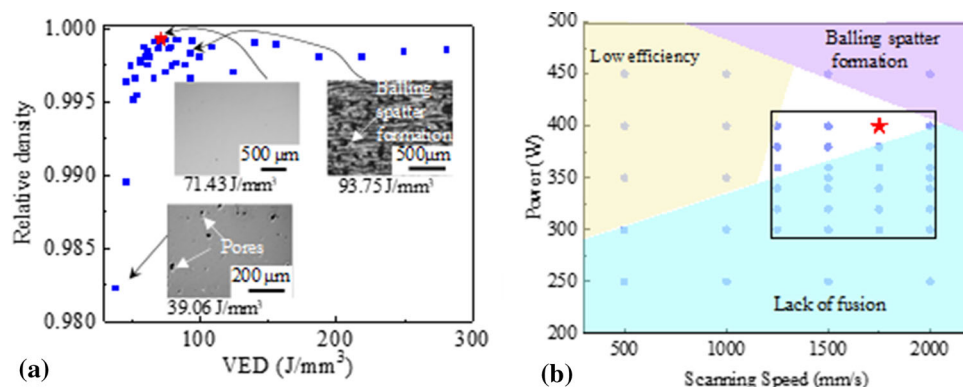 1.000
0.995
0.990
0.985
0.980
Relative density
Balling
spatter
formation
500 μm
71.43 J/mm³
500μm
93.75J/mm³
Pores
200 μm
39.06 J/mm³
0
100
200
300
VED (J/mm³)
(a)
500
450
400
350
300
250
200
Power (W)
Low efficiency
Balling spatter
formation
Lack of fusion
500
1000
1500
2000
Scanning Speed (mm/s)
(b)